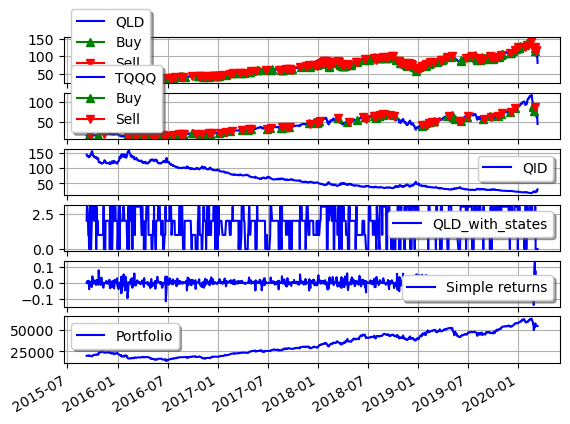 QLD
Buy
Sell
150
100
50
TQQQ
Buy
Sell
100
50
QID
150
100
50
QLD_with_states
2.5
0.0
Simple returns
0.1
0.0
−0.1
Portfolio
50000
25000
2015-07 2016-01 2016-07 2017-01 2017-07 2018-01 2018-07 2019-01 2019-07 2020-01